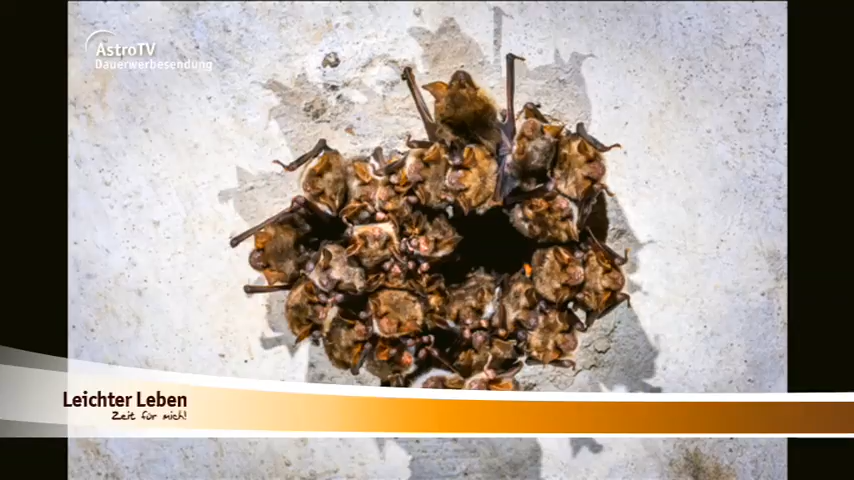 AstroTV
Dauerwerbesendung
Leichter Leben
Zeit für mich!